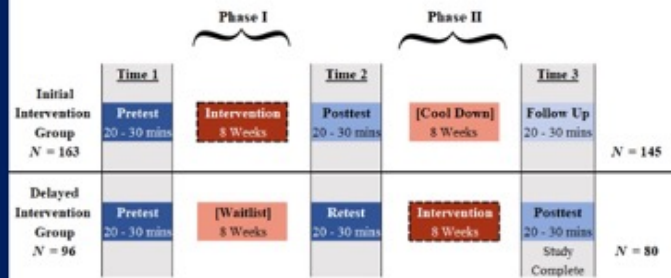 Phase I
Phase II
Time 1
Time 2
Time 3
Initial
Intervention
Group
N = 163
Pretest
20 - 30 mins
Intervention
8 Weeks
Posttest
20 - 30 mins
[Cool Down]
8 Weeks
Follow Up
20 - 30 mins
N = 145
Delayed
Intervention
Group
N = 96
Pretest
20 - 30 mins
[Waitlist]
8 Weeks
Retest
20 - 30 mins
Intervention
8 Weeks
Posttest
20 - 30 mins
Study
Complete
N = 80